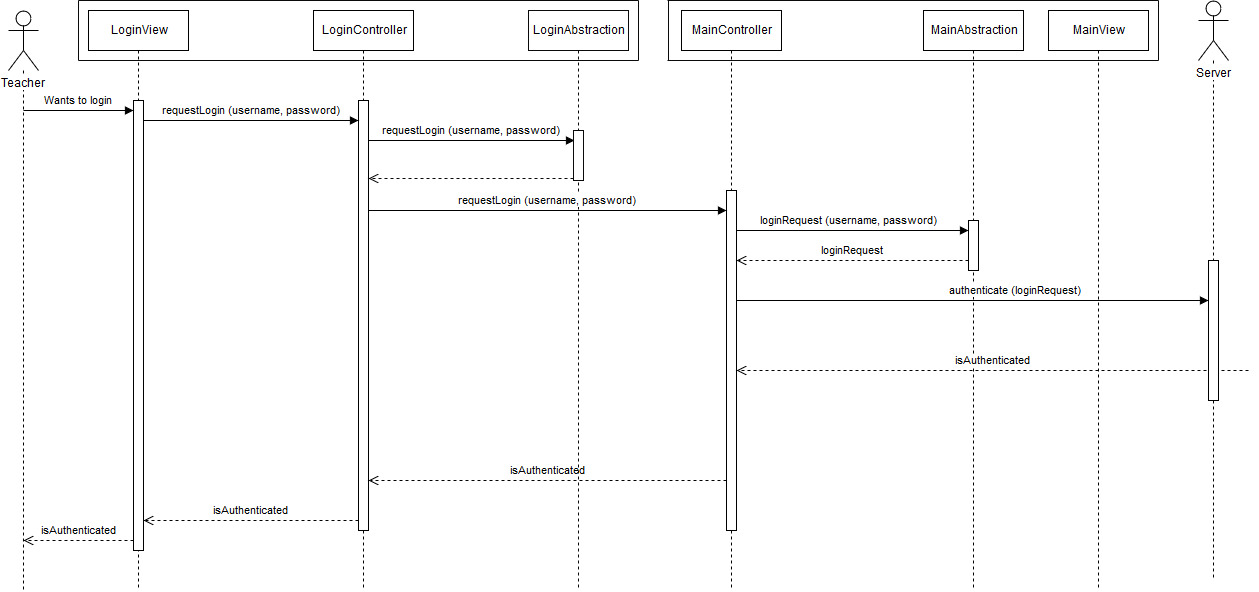 LoginView
LoginController
LoginAbstraction
MainController
MainAbstraction
MainView
Teacher
Server
Wants to login
requestLogin (username, password)
requestLogin (username, password)
requestLogin (username, password)
loginRequest (username, password)
loginRequest
authenticate (loginRequest)
isAuthenticated
isAuthenticated
isAuthenticated
isAuthenticated